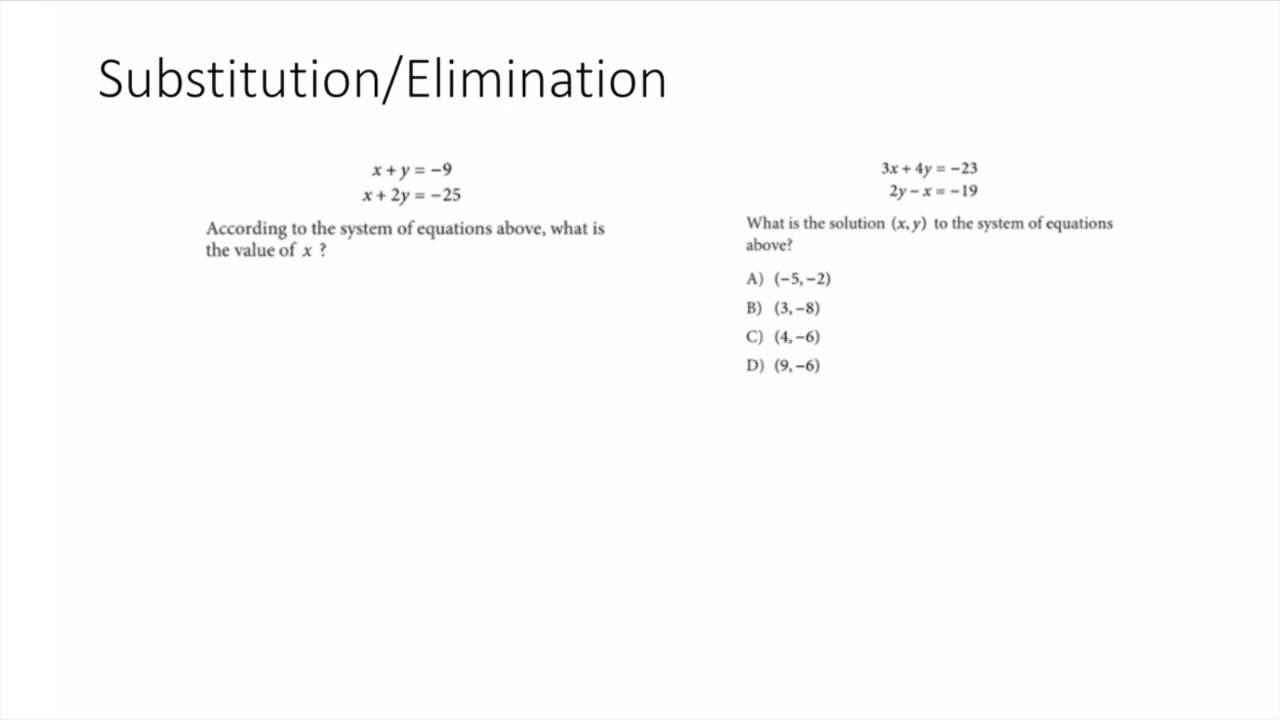 Substitution/Elimination
x + y = −9
x + 2y = −25
According to the system of equations above, what is
the value of x ?
3x + 4y = −23
2y − x = −19
What is the solution (x, y) to the system of equations
above?
A) (−5, −2)
B) (3, −8)
C) (4, −6)
D) (9, −6)